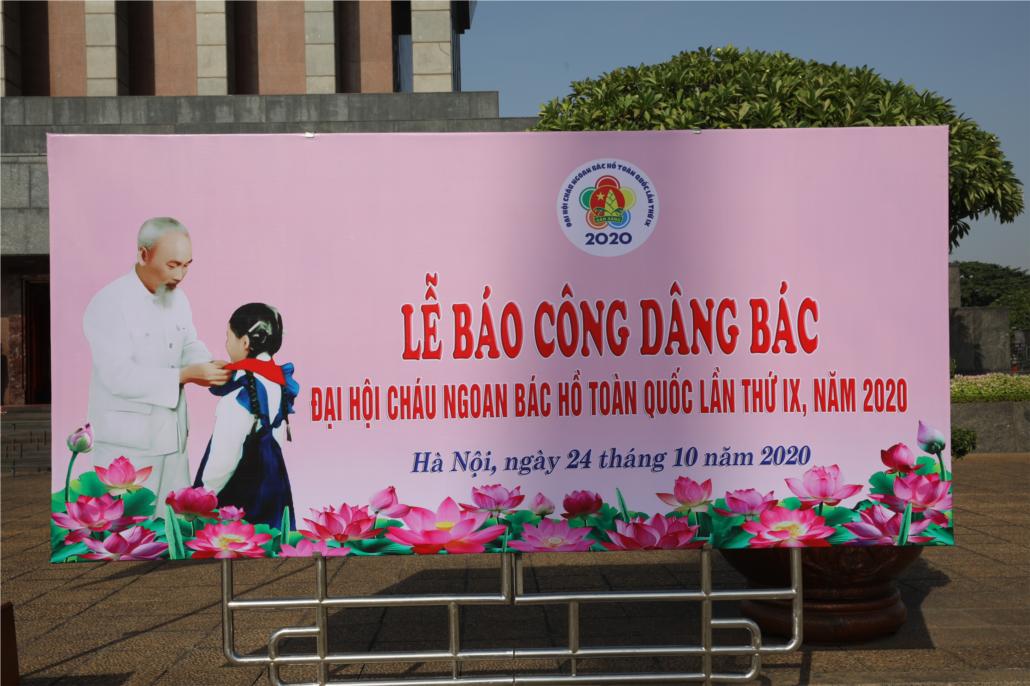 ĐẠI HỘI CHÁU NGOAN BÁC HỒ TOÀN QUỐC LẦN THỨ IX
2020
LỄ BÁO CÔNG DÂNG BÁC
ĐẠI HỘI CHÁU NGOAN BÁC HỒ TOÀN QUỐC LẦN THỨ IX, NĂM 2020
Hà Nội, ngày 24 tháng 10 năm 2020